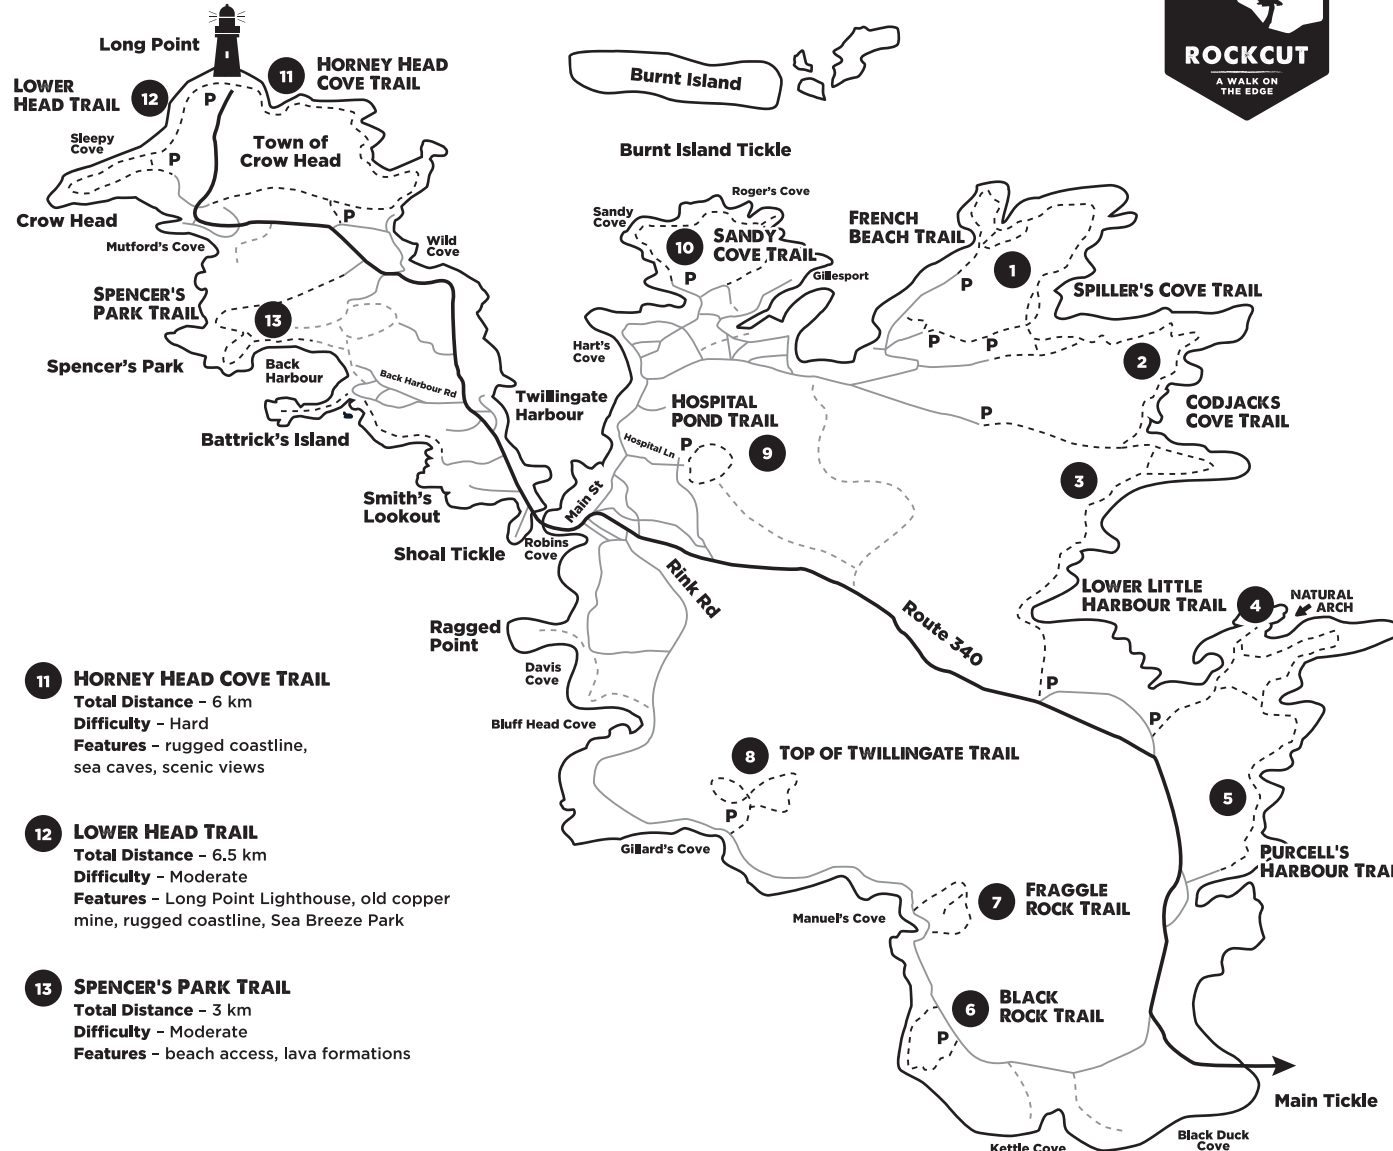 ROCKCUT
A WALK ON
THE EDGE
Long Point
11
HORNEY HEAD
COVE TRAIL
LOWER
HEAD TRAIL
12
P
Sleepy
Cove
P
Town of
Crow Head
Crow Head
P
Mutford's Cove
Wild
Cove
Burnt Island
Burnt Island Tickle
Roger's Cove
Sandy
Cove
10
SANDY
COVE TRAIL
P
Gillesport
FRENCH
BEACH TRAIL
1
P
SPILLER'S COVE TRAIL
P
P
2
SPENCER'S
PARK TRAIL
13
Spencer's Park
Back
Harbour
Back Harbour Rd
Battrick's Island
Twillingate
Harbour
Hart's
Cove
HOSPITAL
POND TRAIL
Hospital Ln
P
9
P
CODJACKS
COVE TRAIL
3
Smith's
Lookout
Main St
Shoal Tickle
Robins
Cove
Rink Rd
Route 340
LOWER LITTLE
HARBOUR TRAIL
4
NATURAL
ARCH
Ragged
Point
Davis
Cove
Bluff Head Cove
P
P
8
TOP OF TWILLINGATE TRAIL
P
Gillard's Cove
5
PURCELL'S
HARBOUR TRAI
Manuel's Cove
7
FRAGGLE
ROCK TRAIL
6
BLACK
ROCK TRAIL
P
Main Tickle
Black Duck
Cove
Kettle Cove
11
HORNEY HEAD COVE TRAIL
Total Distance – 6 km
Difficulty – Hard
Features – rugged coastline,
sea caves, scenic views
12
LOWER HEAD TRAIL
Total Distance – 6.5 km
Difficulty – Moderate
Features – Long Point Lighthouse, old copper
mine, rugged coastline, Sea Breeze Park
13
SPENCER'S PARK TRAIL
Total Distance – 3 km
Difficulty – Moderate
Features – beach access, lava formations